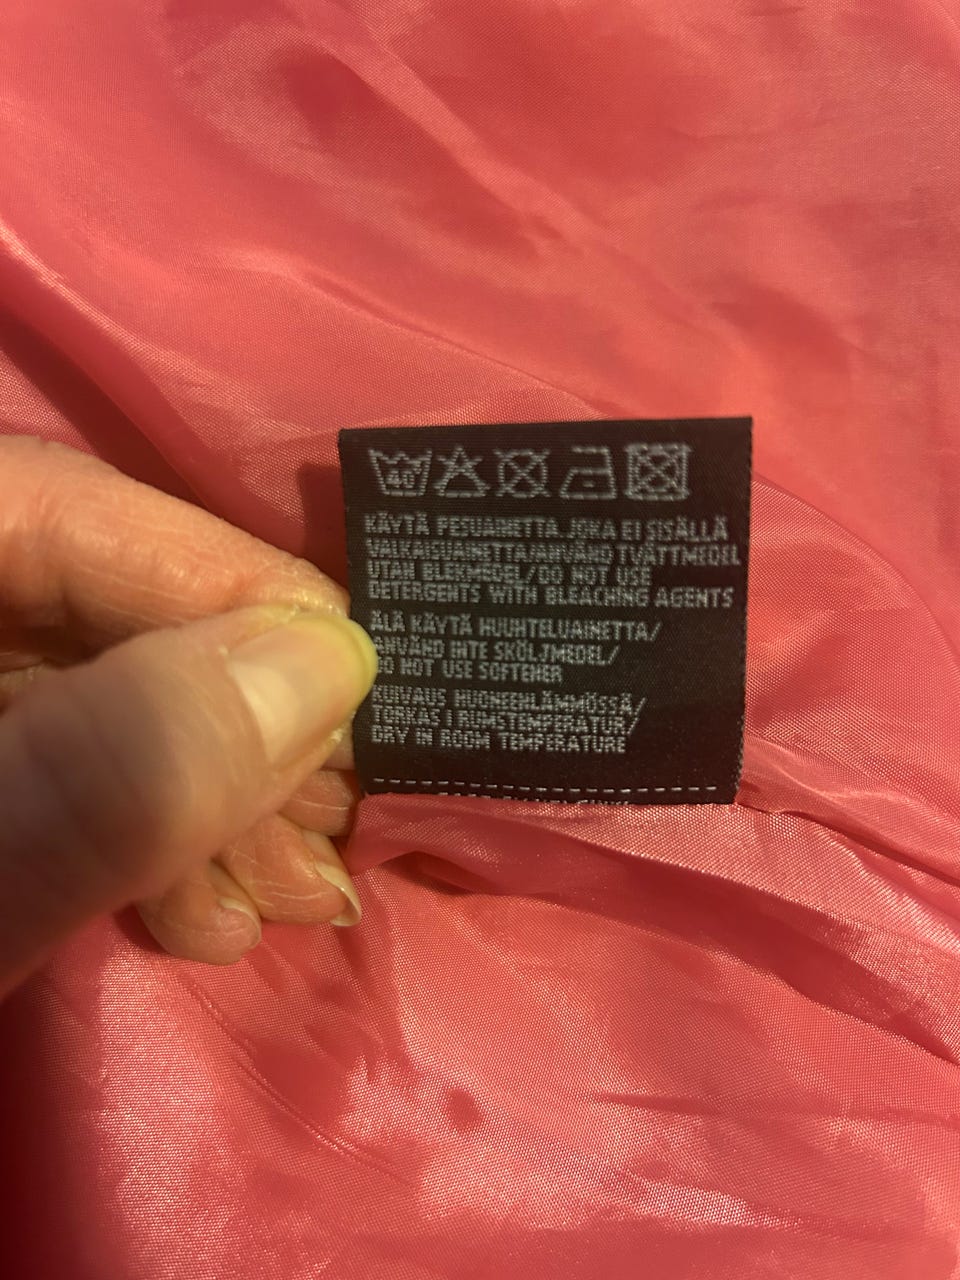 40
KÄYTÄ PESUAINETTA, JOKA EI SISÄLLÄ
VALKAISUAINETTA/ANVÄND TVÄTTMEDEL
UTAN BLEKMEDEL/DO NOT USE
DETERGENTS WITH BLEACHING AGENTS
ÄLÄ KÄYTÄ HUUHTELUAINETTA/
ANVÄND INTE SKÖLJMEDEL/
DO NOT USE SOFTENER
KUIVAUS HUONEENLÄMMÖSSÄ/
TORKAS I RUMSTEMPERATUR/
DRY IN ROOM TEMPERATURE